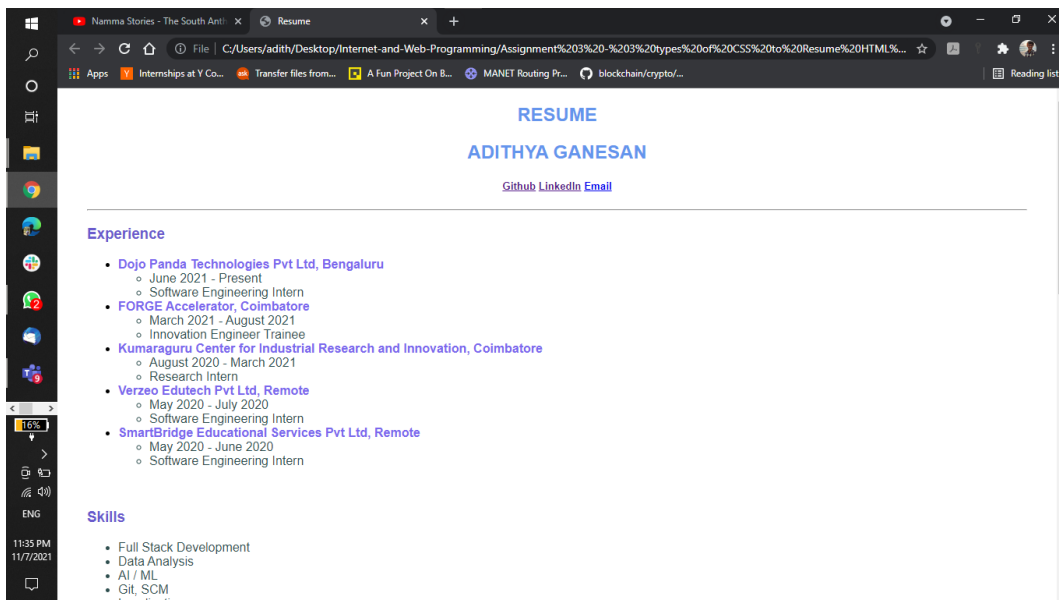 Namma Stories - The South Anth
Resume
File | C:/Users/adith/Desktop/Internet-and-Web-Programming/Assignment%203%20-%203%20types%20of%20CSS%20to%20Resume%20HTML%...
Apps Internships at Y Co... Transfer files from... A Fun Project On B... MANET Routing Pr... blockchain/crypto/... Reading list
RESUME
ADITHYA GANESAN
Github LinkedIn Email
Experience
Dojo Panda Technologies Pvt Ltd, Bengaluru
June 2021 - Present
Software Engineering Intern
FORGE Accelerator, Coimbatore
March 2021 - August 2021
Innovation Engineer Trainee
Kumaraguru Center for Industrial Research and Innovation, Coimbatore
August 2020 - March 2021
Research Intern
Verzeo Edutech Pvt Ltd, Remote
May 2020 - July 2020
Software Engineering Intern
SmartBridge Educational Services Pvt Ltd, Remote
May 2020 - June 2020
Software Engineering Intern
Skills
Full Stack Development
Data Analysis
AI / ML
Git, SCM
2
9
16%
ENG
11:35 PM
11/7/2021